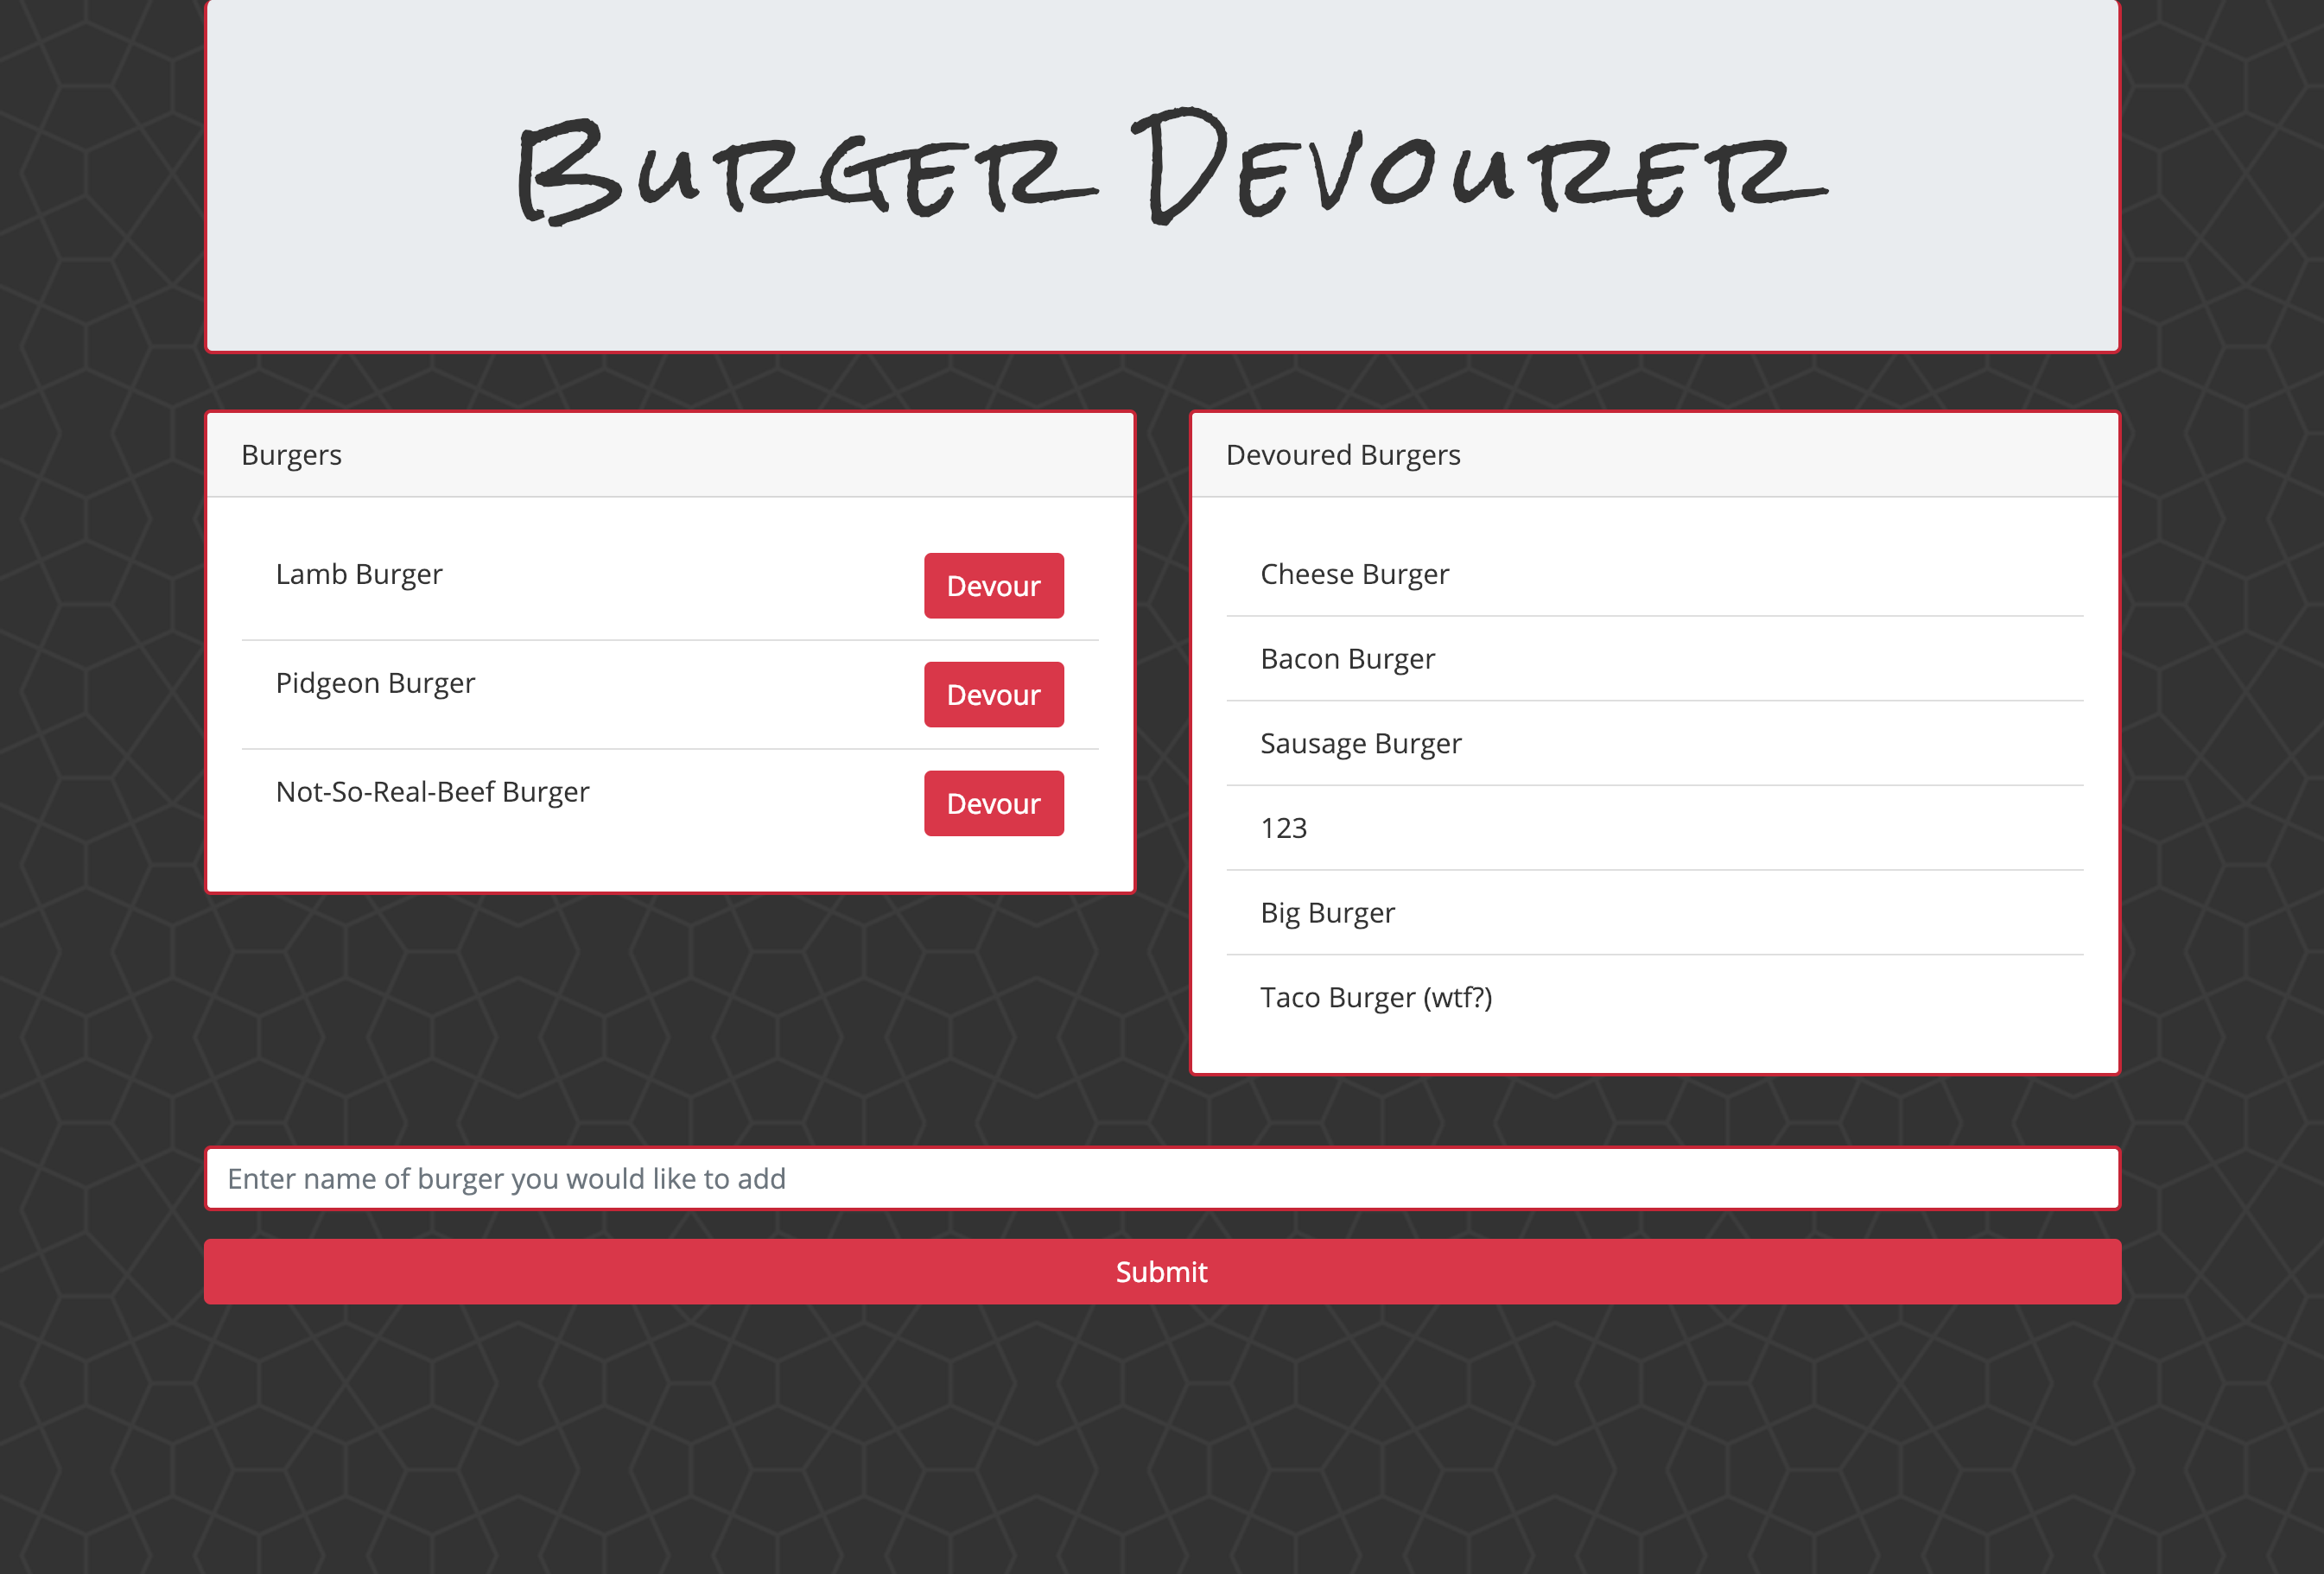 Burger Devourer
Burgers
Lamb Burger
Devour
Pidgeon Burger
Devour
Not-So-Real-Beef Burger
Devour
Devoured Burgers
Cheese Burger
Bacon Burger
Sausage Burger
123
Big Burger
Taco Burger (wtf?)
Enter name of burger you would like to add
Submit